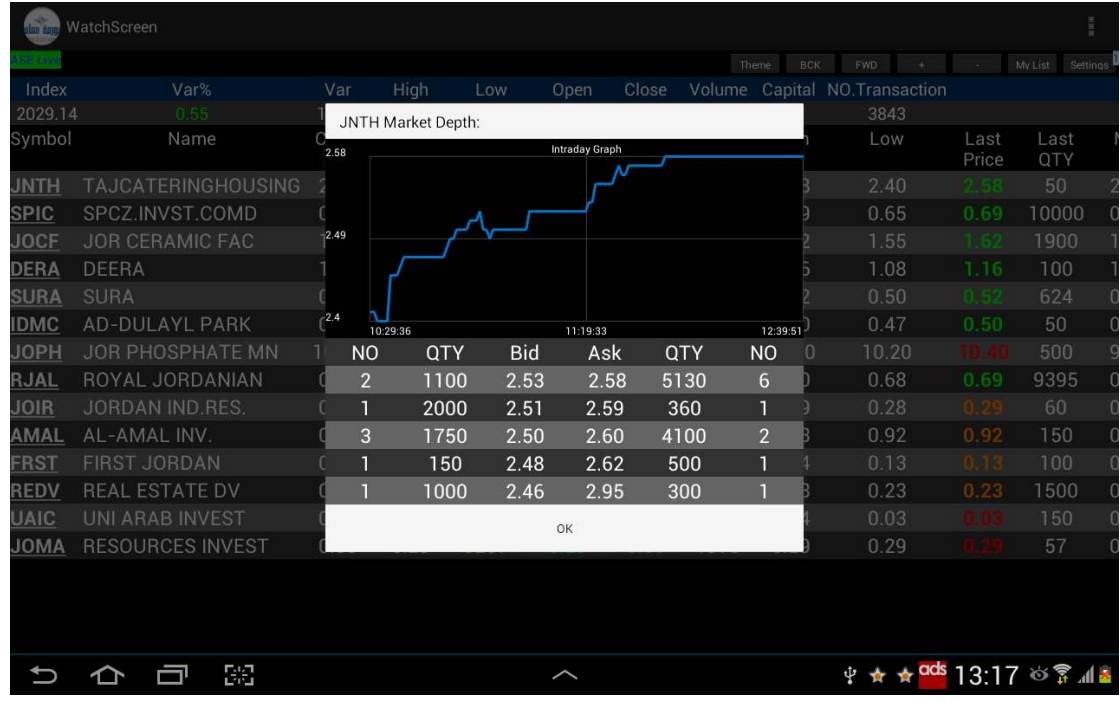 WatchScreen
ASE Live
Theme BCK FWD + - My List Settings
Index Var% Var High Low Open Close Volume Capital NO.Transaction
2029.14 0.55 3843
Symbol Name Low Last Price Last QTY
JNTH Market Depth:
Intraday Graph
2.58
2.49
2.4
10:29:36 11:19:33 12:39:51
NO QTY Bid Ask QTY NO
2 1100 2.53 2.58 5130 6
1 2000 2.51 2.59 360 1
3 1750 2.50 2.60 4100 2
1 150 2.48 2.62 500 1
1 1000 2.46 2.95 300 1
OK
JNTH TAJCATERINGHOUSING 2.40 2.58 50
SPIC SPCZ.INVST.COMD 0.65 0.69 10000
JOCF JOR CERAMIC FAC 1.55 1.62 1900
DERA DEERA 1.08 1.16 100
SURA SURA 0.50 0.52 624
IDMC AD-DULAYL PARK 0.47 0.50 50
JOPH JOR PHOSPHATE MN 10.20 10.40 500
RJAL ROYAL JORDANIAN 0.68 0.69 9395
JOIR JORDAN IND.RES. 0.28 0.29 60
AMAL AL-AMAL INV. 0.92 0.92 150
FRST FIRST JORDAN 0.13 0.13 100
REDV REAL ESTATE DV 0.23 0.23 1500
UAIC UNI ARAB INVEST 0.03 0.03 150
JOMA RESOURCES INVEST 0.29 0.29 57
ads 13:17